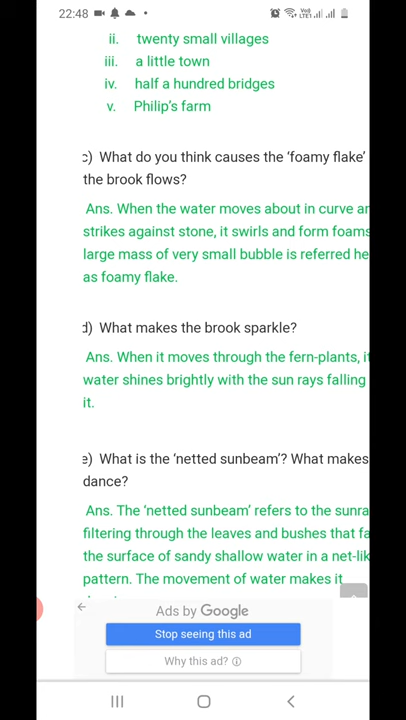 22:48
ii. twenty small villages
iii. a little town
iv. half a hundred bridges
v. Philip's farm
c) What do you think causes the 'foamy flake'
the brook flows?
Ans. When the water moves about in curve
strikes against stone, it swirls and form foams
large mass of very small bubble is referred he
as foamy flake.
d) What makes the brook sparkle?
Ans. When it moves through the fern-plants, it
water shines brightly with the sun rays falling
it.
e) What is the 'netted sunbeam'? What makes
dance?
Ans. The 'netted sunbeam' refers to the sunra
filtering through the leaves and bushes that fa
the surface of sandy shallow water in a net-lik
pattern. The movement of water makes it
Ads by Google
Stop seeing this ad
Why this ad?